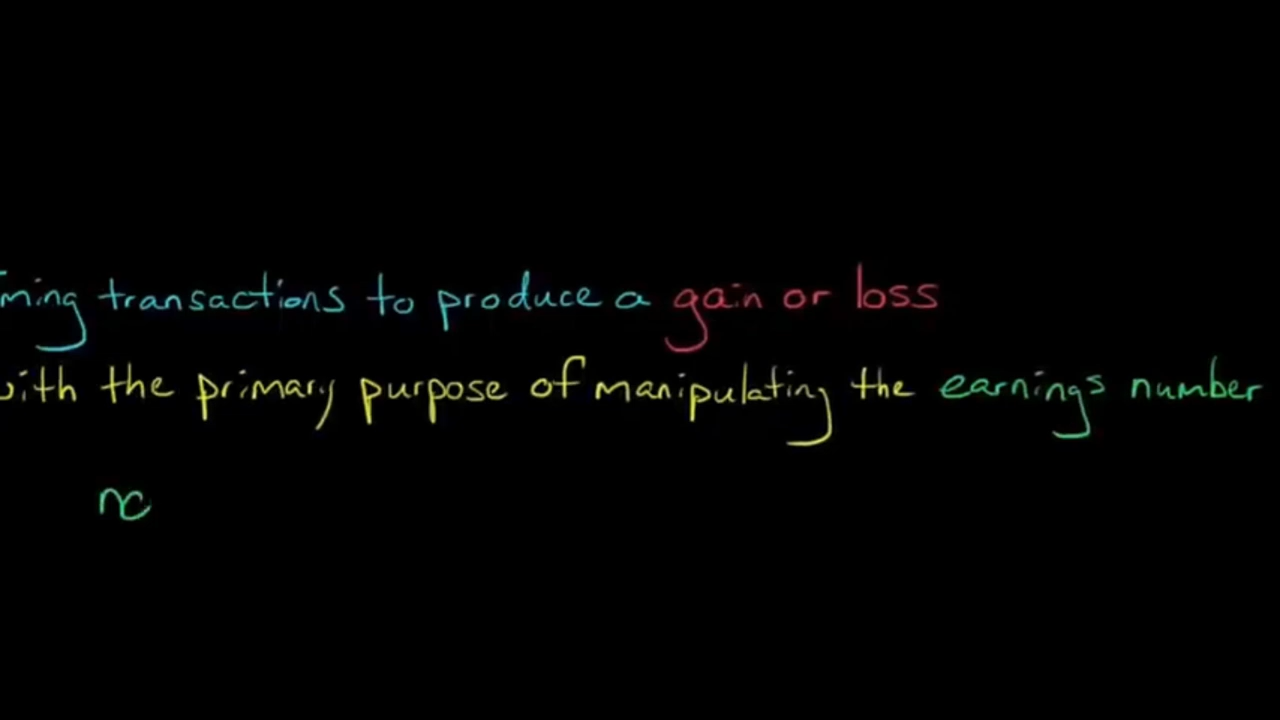 ming transactions to produce a gain or loss
with the primary purpose of manipulating the earnings number